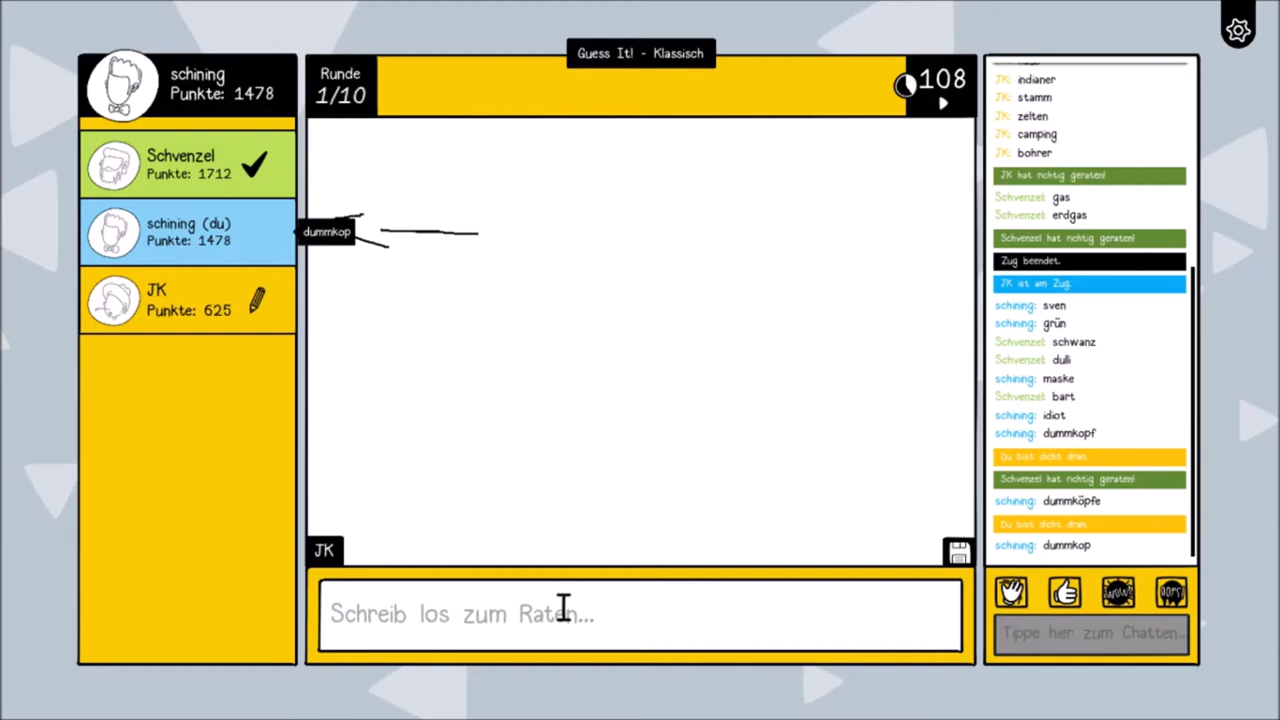 Guess It! - Klassisch
schining
Punkte: 1478
Schvenzel
Punkte: 1712
schining (du)
Punkte: 1478
JK
Punkte: 625
Runde
1/10
108
dummkop
JK
Schreib los zum Raten...
JK: indianer
JK: stamm
JK: zelten
JK: camping
JK: bohrer
JK hat richtig geraten!
Schvenzel: gas
Schvenzel: erdgas
Schvenzel hat richtig geraten!
Zug beendet.
JK ist am Zug.
schining: sven
schining: grün
Schvenzel: schwanz
Schvenzel: dulli
schining: maske
Schvenzel: bart
schining: idiot
schining: dummkopf
Du bist dicht dran.
Schvenzel hat richtig geraten!
schining: dummköpfe
Du bist dicht dran.
schining: dummkop
WOW!
OOPS!
Tippe hier zum Chatten...